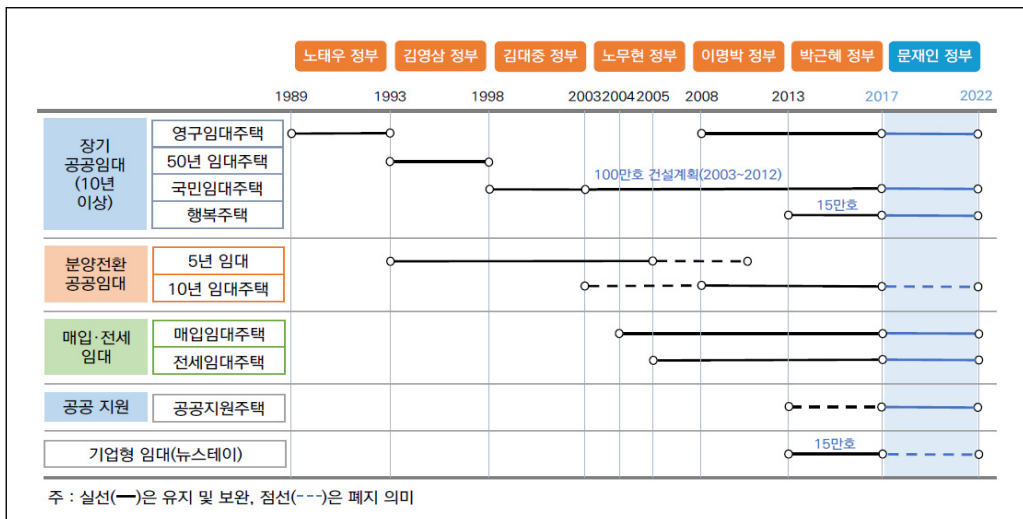 노태우 정부 김영삼 정부 김대중 정부 노무현 정부 이명박 정부 박근혜 정부 문재인 정부
1989 1993 1998 2003 2004 2005 2008 2013 2017 2022
장기
공공임대
(10년
이상)
영구임대주택
50년 임대주택
국민임대주택
100만호 건설계획(2003~2012)
행복주택
15만호
분양전환
공공임대
5년 임대
10년 임대주택
매입·전세
임대
매입임대주택
전세임대주택
공공 지원
공공지원주택
기업형 임대(뉴스테이)
15만호
주 : 실선(━)은 유지 및 보완, 점선(---)은 폐지 의미